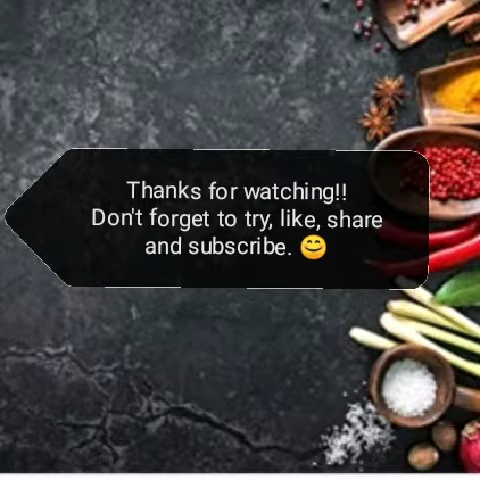 Thanks for watching!!
Don't forget to try, like, share
and subscribe. 😊